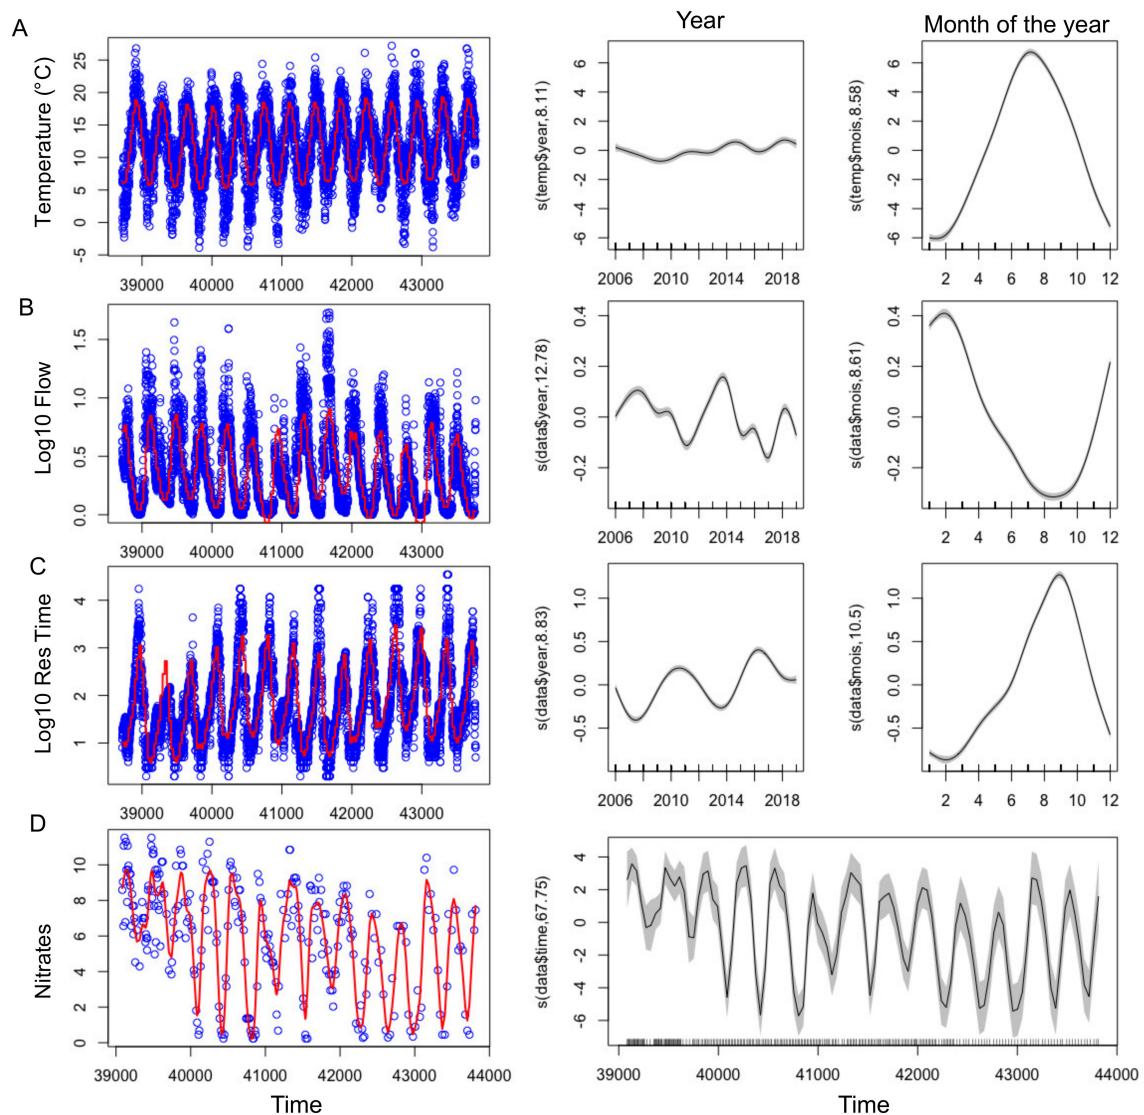 A
Year
Month of the year
Temperature (°C)
25
20
15
10
5
0
-5
39000 40000 41000 42000 43000
s(temp$year,8.11)
6
4
2
0
-2
-4
-6
2006 2010 2014 2018
s(temp$mois,8.58)
6
4
2
0
-2
-4
-6
2 4 6 8 10 12
B
Log10 Flow
1.5
1.0
0.5
0.0
39000 40000 41000 42000 43000
s(data$year,12.78)
0.4
0.2
0.0
-0.2
2006 2010 2014 2018
s(data$mois,8.61)
0.4
0.2
0.0
-0.2
2 4 6 8 10 12
C
Log10 Res Time
4
3
2
1
39000 40000 41000 42000 43000
s(data$year,8.83)
1.0
0.5
0.0
-0.5
2006 2010 2014 2018
s(data$mois,10.5)
1.0
0.5
0.0
-0.5
2 4 6 8 10 12
D
Nitrates
10
8
6
4
2
0
39000 40000 41000 42000 43000 44000
Time
s(data$time,67.75)
4
2
0
-2
-4
-6
39000 40000 41000 42000 43000 44000
Time